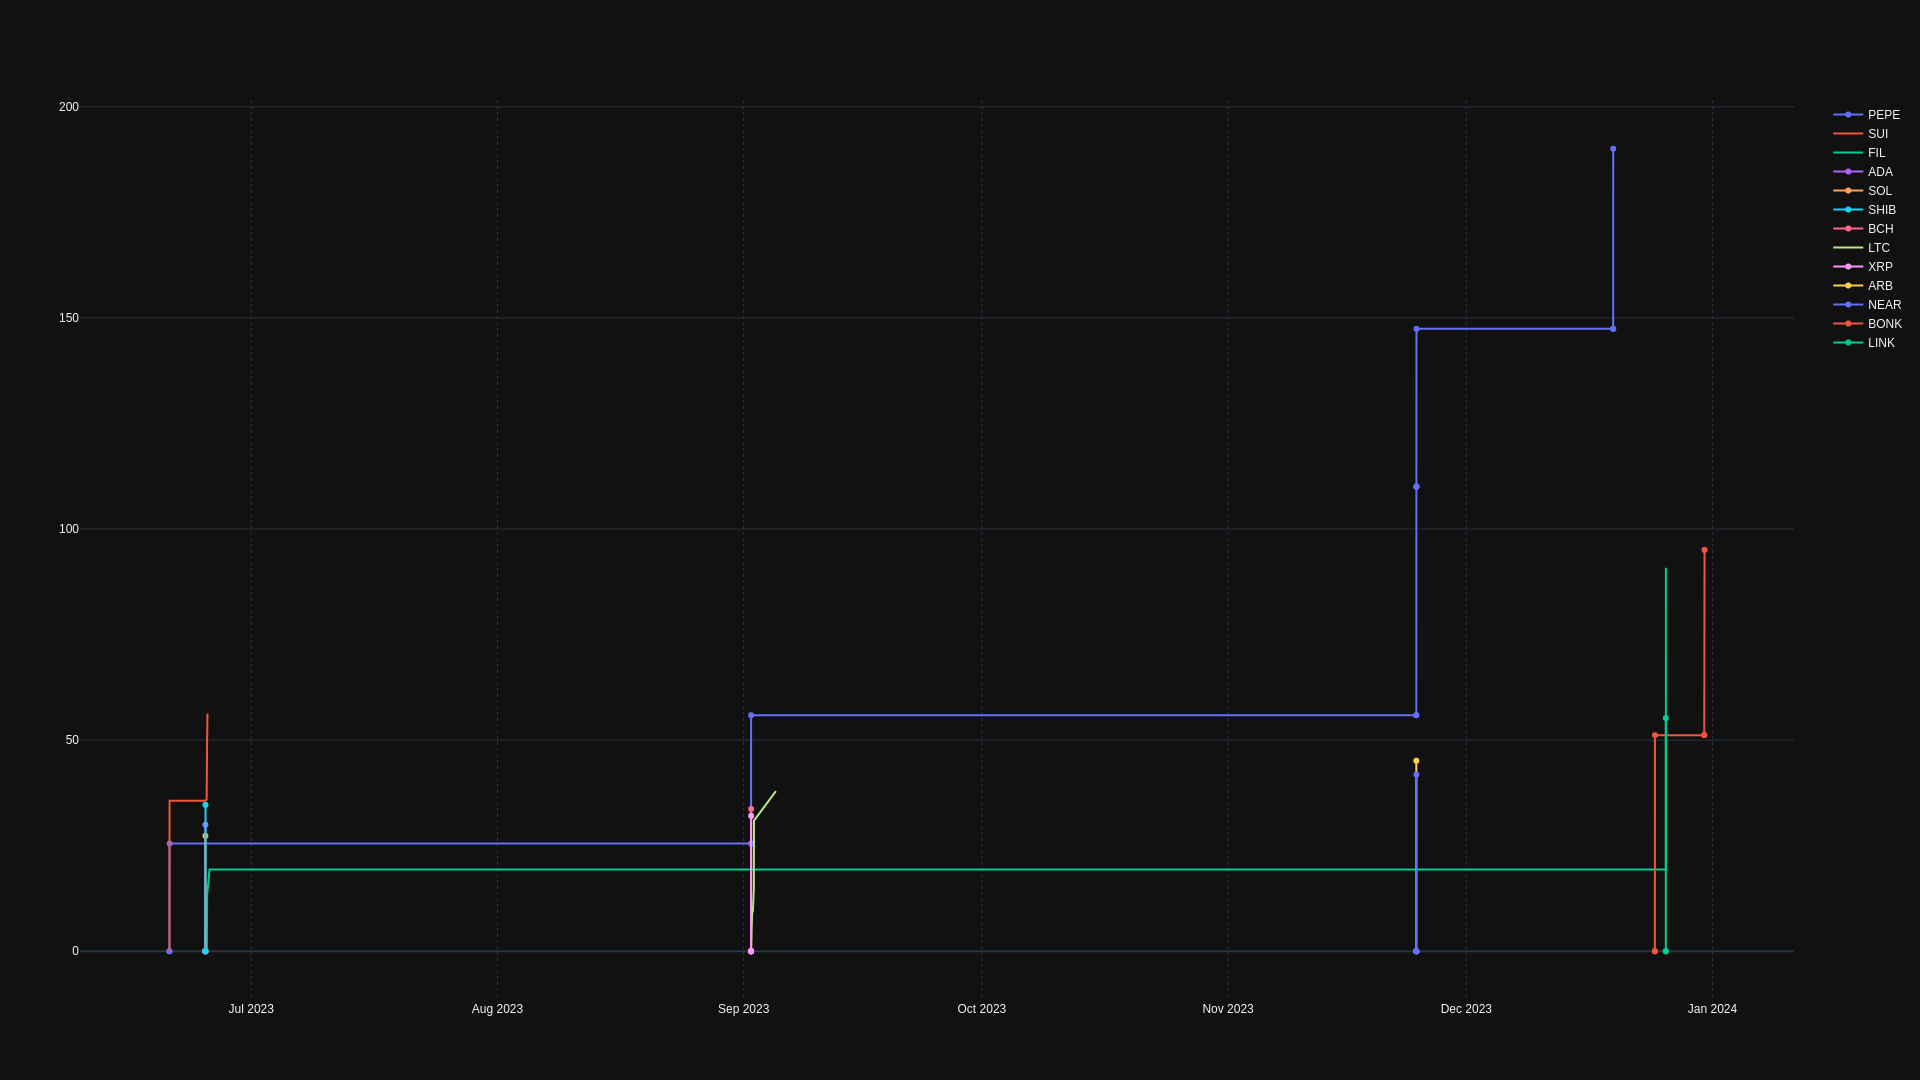 200
150
100
50
0
Jul 2023
Aug 2023
Sep 2023
Oct 2023
Nov 2023
Dec 2023
Jan 2024
PEPE
SUI
FIL
ADA
SOL
SHIB
BCH
LTC
XRP
ARB
NEAR
BONK
LINK